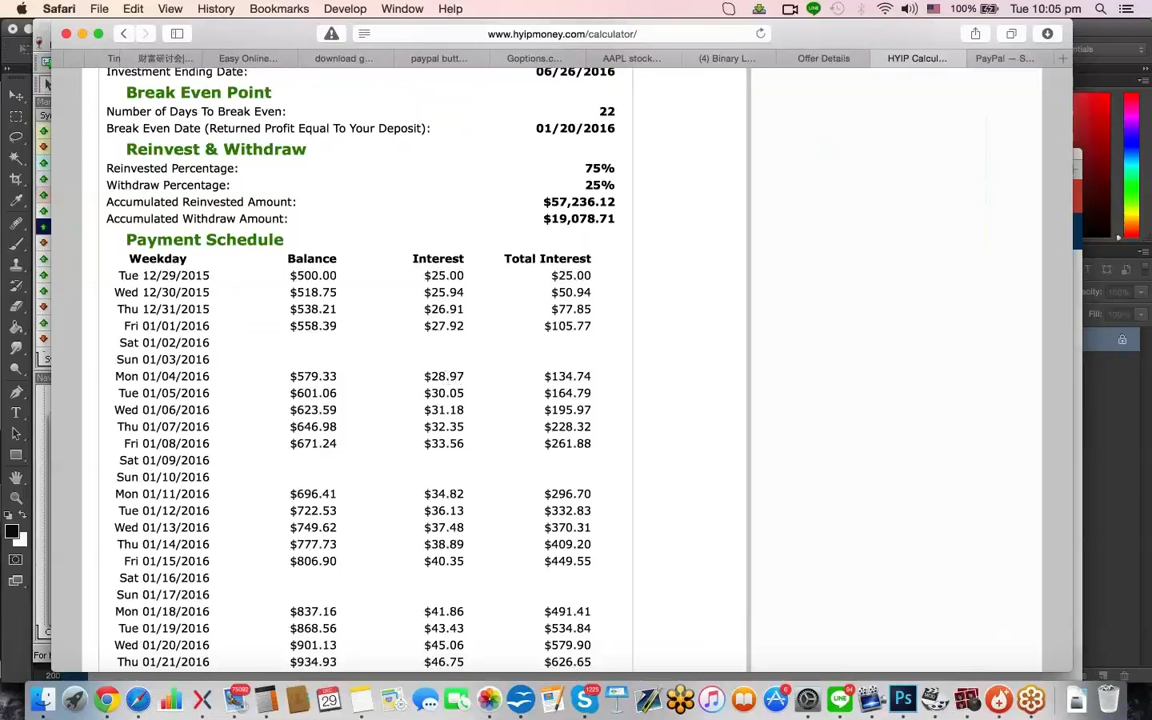 Safari File Edit View History Bookmarks Develop Window Help 100% Tue 10:05 pm
www.hyipmoney.com/calculator/
Tin 財富研讨会|... Easy Online... download g... paypal butt... Goptions.c... AAPL stock... (4) Binary L... Offer Details HYIP Calcul... PayPal — S...
Investment Ending Date: 06/26/2016
Break Even Point
Number of Days To Break Even: 22
Break Even Date (Returned Profit Equal To Your Deposit): 01/20/2016
Reinvest & Withdraw
Reinvested Percentage: 75%
Withdraw Percentage: 25%
Accumulated Reinvested Amount: $57,236.12
Accumulated Withdraw Amount: $19,078.71
Payment Schedule
Weekday Balance Interest Total Interest
Tue 12/29/2015 $500.00 $25.00 $25.00
Wed 12/30/2015 $518.75 $25.94 $50.94
Thu 12/31/2015 $538.21 $26.91 $77.85
Fri 01/01/2016 $558.39 $27.92 $105.77
Sat 01/02/2016
Sun 01/03/2016
Mon 01/04/2016 $579.33 $28.97 $134.74
Tue 01/05/2016 $601.06 $30.05 $164.79
Wed 01/06/2016 $623.59 $31.18 $195.97
Thu 01/07/2016 $646.98 $32.35 $228.32
Fri 01/08/2016 $671.24 $33.56 $261.88
Sat 01/09/2016
Sun 01/10/2016
Mon 01/11/2016 $696.41 $34.82 $296.70
Tue 01/12/2016 $722.53 $36.13 $332.83
Wed 01/13/2016 $749.62 $37.48 $370.31
Thu 01/14/2016 $777.73 $38.89 $409.20
Fri 01/15/2016 $806.90 $40.35 $449.55
Sat 01/16/2016
Sun 01/17/2016
Mon 01/18/2016 $837.16 $41.86 $491.41
Tue 01/19/2016 $868.56 $43.43 $534.84
Wed 01/20/2016 $901.13 $45.06 $579.90
Thu 01/21/2016 $934.93 $46.75 $626.65
Fill: 100%
200
DEC
29